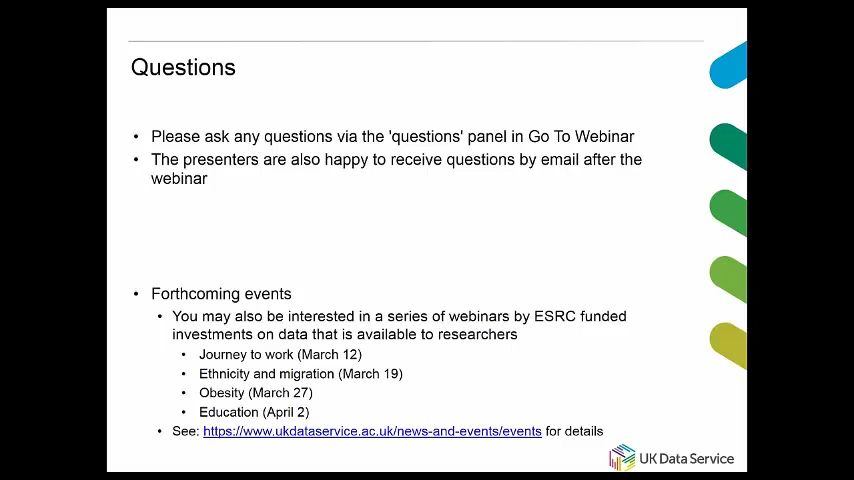 Questions
• Please ask any questions via the 'questions' panel in Go To Webinar
• The presenters are also happy to receive questions by email after the
webinar
• Forthcoming events
• You may also be interested in a series of webinars by ESRC funded
investments on data that is available to researchers
• Journey to work (March 12)
• Ethnicity and migration (March 19)
• Obesity (March 27)
• Education (April 2)
• See: https://www.ukdataservice.ac.uk/news-and-events/events for details
UK Data Service